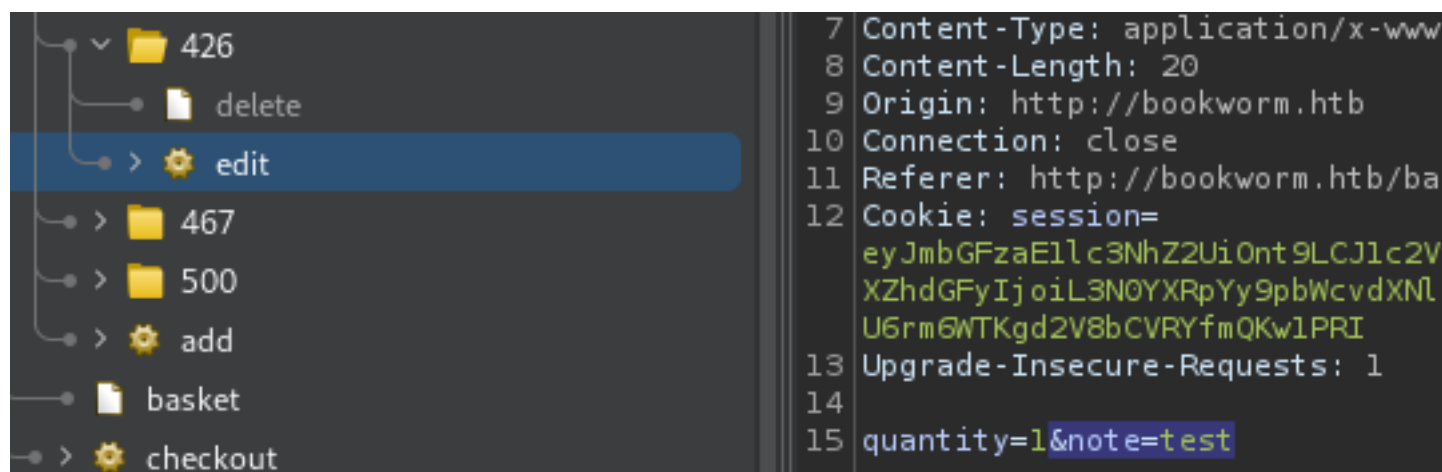 426
delete
edit
467
500
add
basket
checkout
7 Content-Type: application/x-www
8 Content-Length: 20
9 Origin: http://bookworm.htb
10 Connection: close
11 Referer: http://bookworm.htb/ba
12 Cookie: session=
eyJmbGFzaE1lc3NhZ2UiOnt9LCJ1c2V
XZhdGFyIjoiL3N0YXRpYy9pbWcvdXNl
U6rm6WTKgd2V8bCVRYfmQKw1PRI
13 Upgrade-Insecure-Requests: 1
14
15 quantity=1&note=test